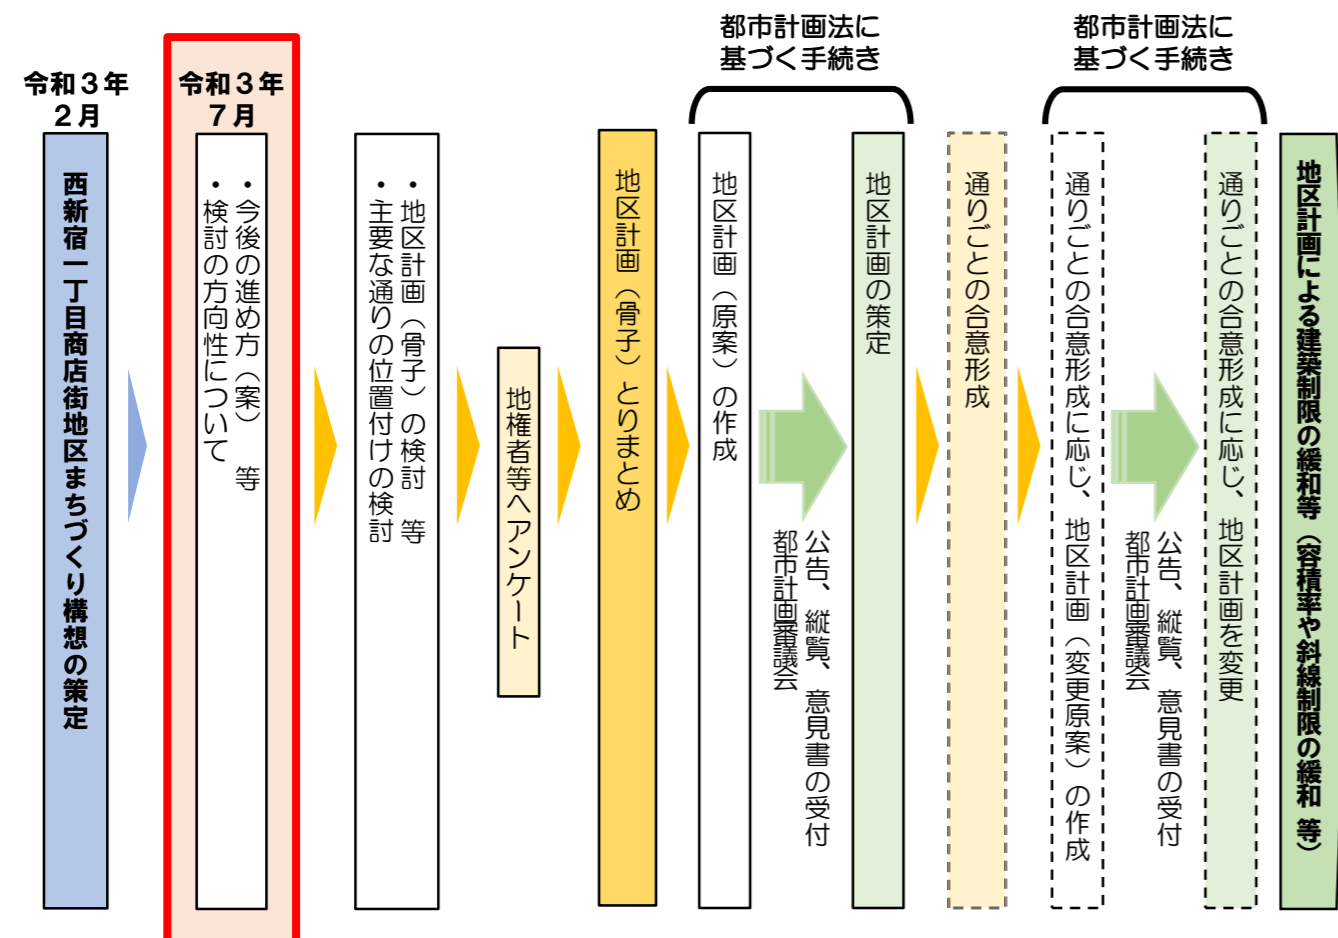 令和３年
２月
西新宿一丁目商店街地区まちづくり構想の策定
令和３年
７月
・今後の進め方（案）　等
・検討の方向性について
・地区計画（骨子）の検討　等
・主要な通りの位置付けの検討
地権者等へアンケート
地区計画（骨子）とりまとめ
都市計画法に
基づく手続き
地区計画（原案）の作成
公告、縦覧、意見書の受付
都市計画審議会
地区計画の策定
通りごとの合意形成
都市計画法に
基づく手続き
通りごとの合意形成に応じ、地区計画（変更原案）の作成
公告、縦覧、意見書の受付
都市計画審議会
通りごとの合意形成に応じ、地区計画を変更
地区計画による建築制限の緩和等（容積率や斜線制限の緩和　等）